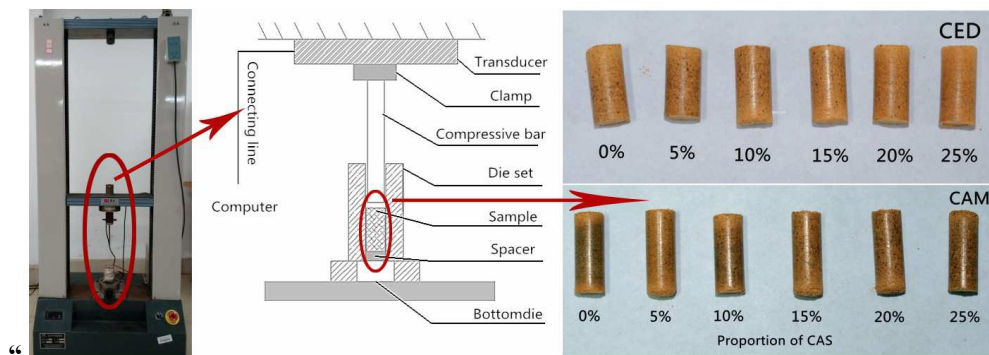 Transducer
Clamp
Connecting line
Compressive bar
Die set
Computer
Sample
Spacer
Bottomdie
CED
0% 5% 10% 15% 20% 25%
CAM
0% 5% 10% 15% 20% 25%
Proportion of CAS
“